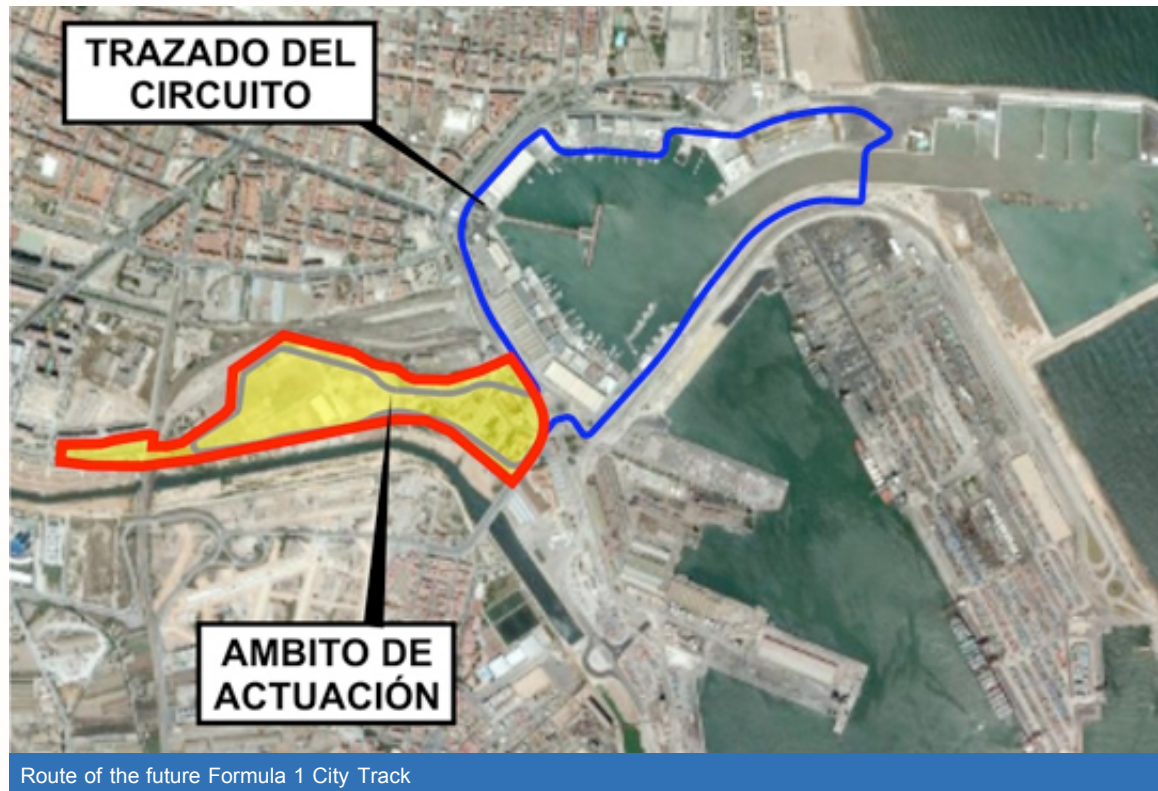 TRAZADO DEL
CIRCUITO
AMBITO DE
ACTUACIÓN
Route of the future Formula 1 City Track